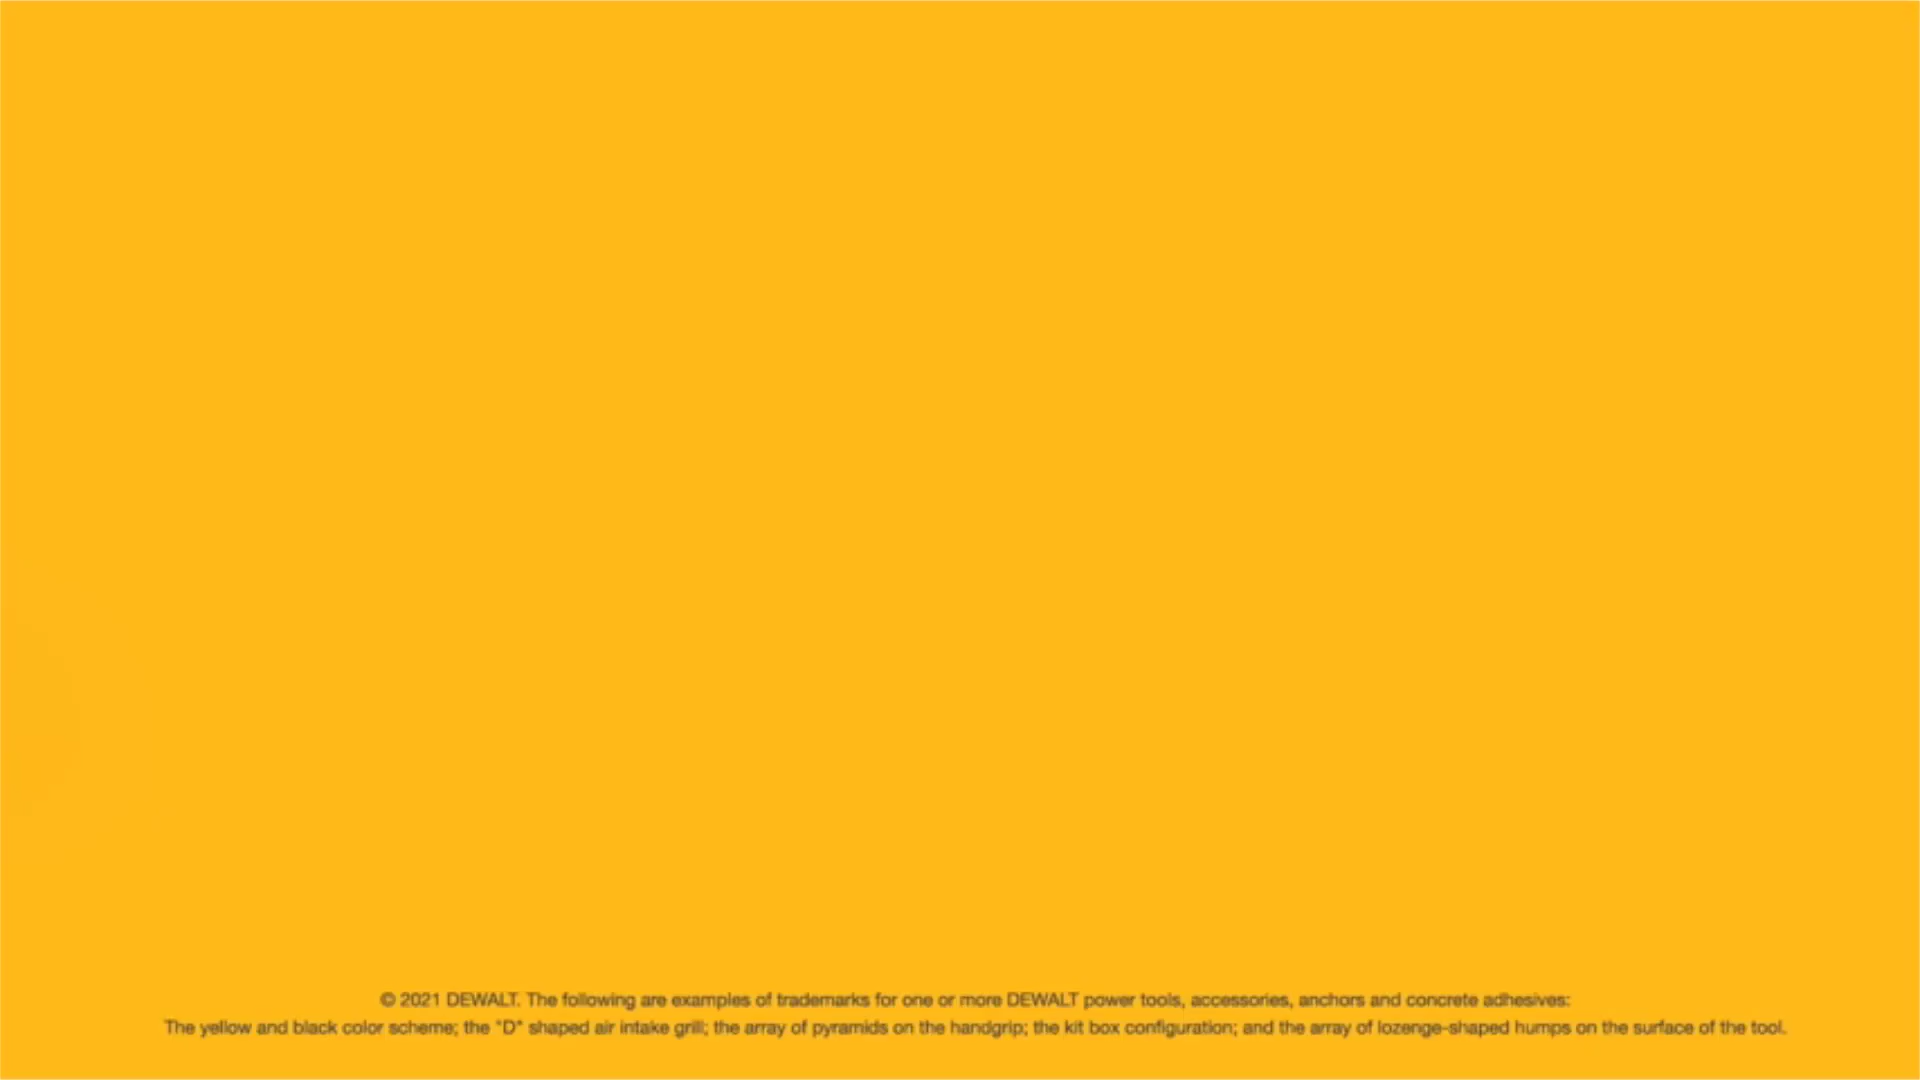 © 2021 DEWALT. The following are examples of trademarks for one or more DEWALT power tools, accessories, anchors and concrete adhesives:
The yellow and black color scheme; the "D" shaped air intake grill; the array of pyramids on the handgrip; the kit box configuration; and the array of lozenge-shaped humps on the surface of the tool.